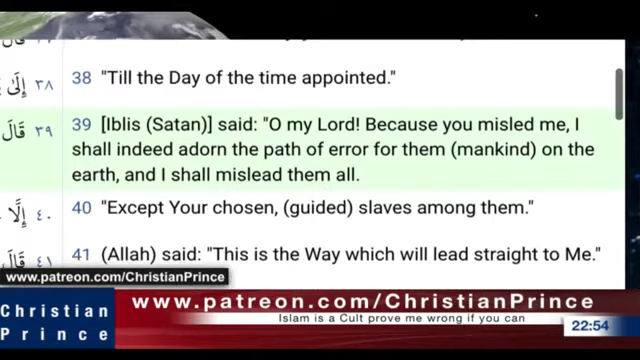 إِلَىٰ ٣٨
38 "Till the Day of the time appointed."
قَالَ ٣٩
39 [Iblis (Satan)] said: "O my Lord! Because you misled me, I
shall indeed adorn the path of error for them (mankind) on the
earth, and I shall mislead them all.
إِلَّا ٤٠
40 "Except Your chosen, (guided) slaves among them."
قَالَ ٤١
41 (Allah) said: "This is the Way which will lead straight to Me."
www.patreon.com/ChristianPrince
Christian
Prince
www.patreon.com/ChristianPrince
Islam is a Cult prove me wrong if you can
22:54